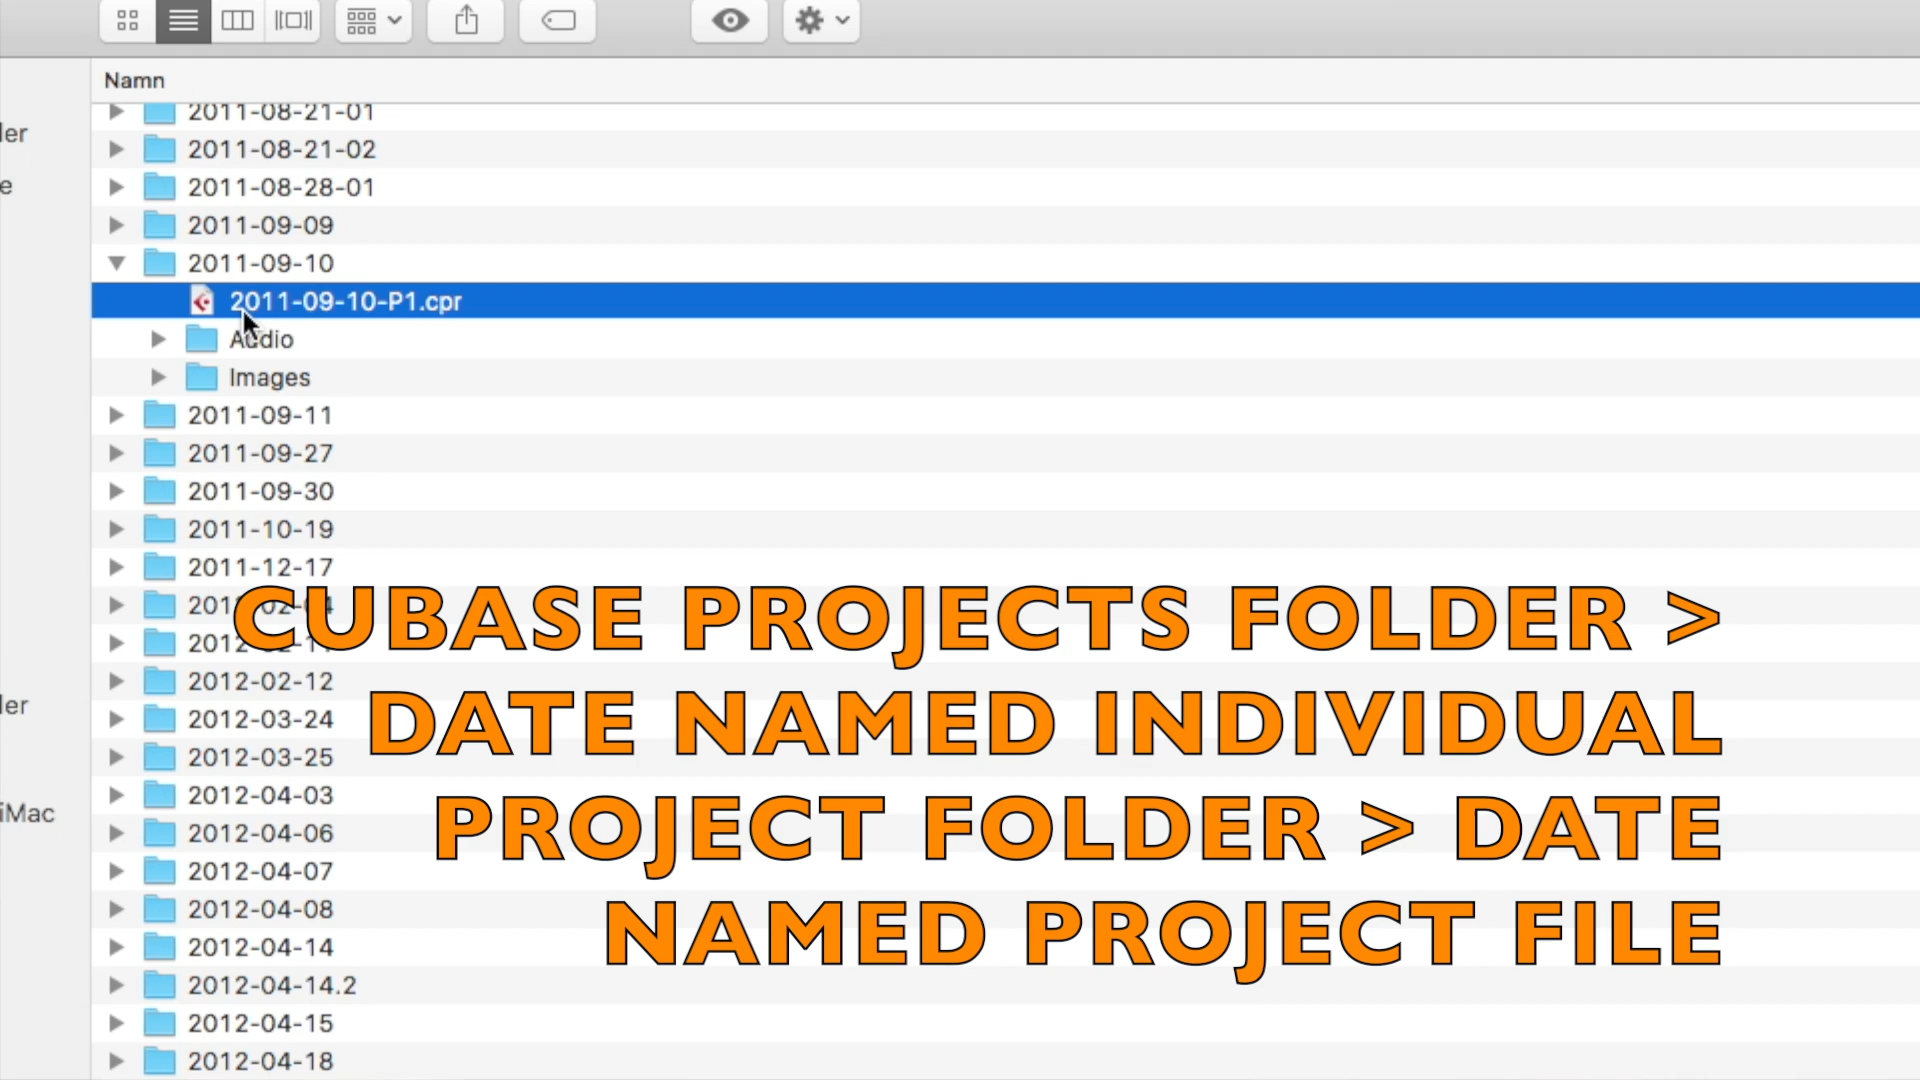 Namn
2011-08-21-01
ler
2011-08-21-02
e
2011-08-28-01
2011-09-09
2011-09-10
2011-09-10-P1.cpr
Audio
Images
2011-09-11
2011-09-27
2011-09-30
2011-10-19
2011-12-17
CUBASE PROJECTS FOLDER >
DATE NAMED INDIVIDUAL
PROJECT FOLDER > DATE
NAMED PROJECT FILE
2012-02-12
ler
2012-03-24
2012-03-25
2012-04-03
iMac
2012-04-06
2012-04-07
2012-04-08
2012-04-14
2012-04-14.2
2012-04-15
2012-04-18